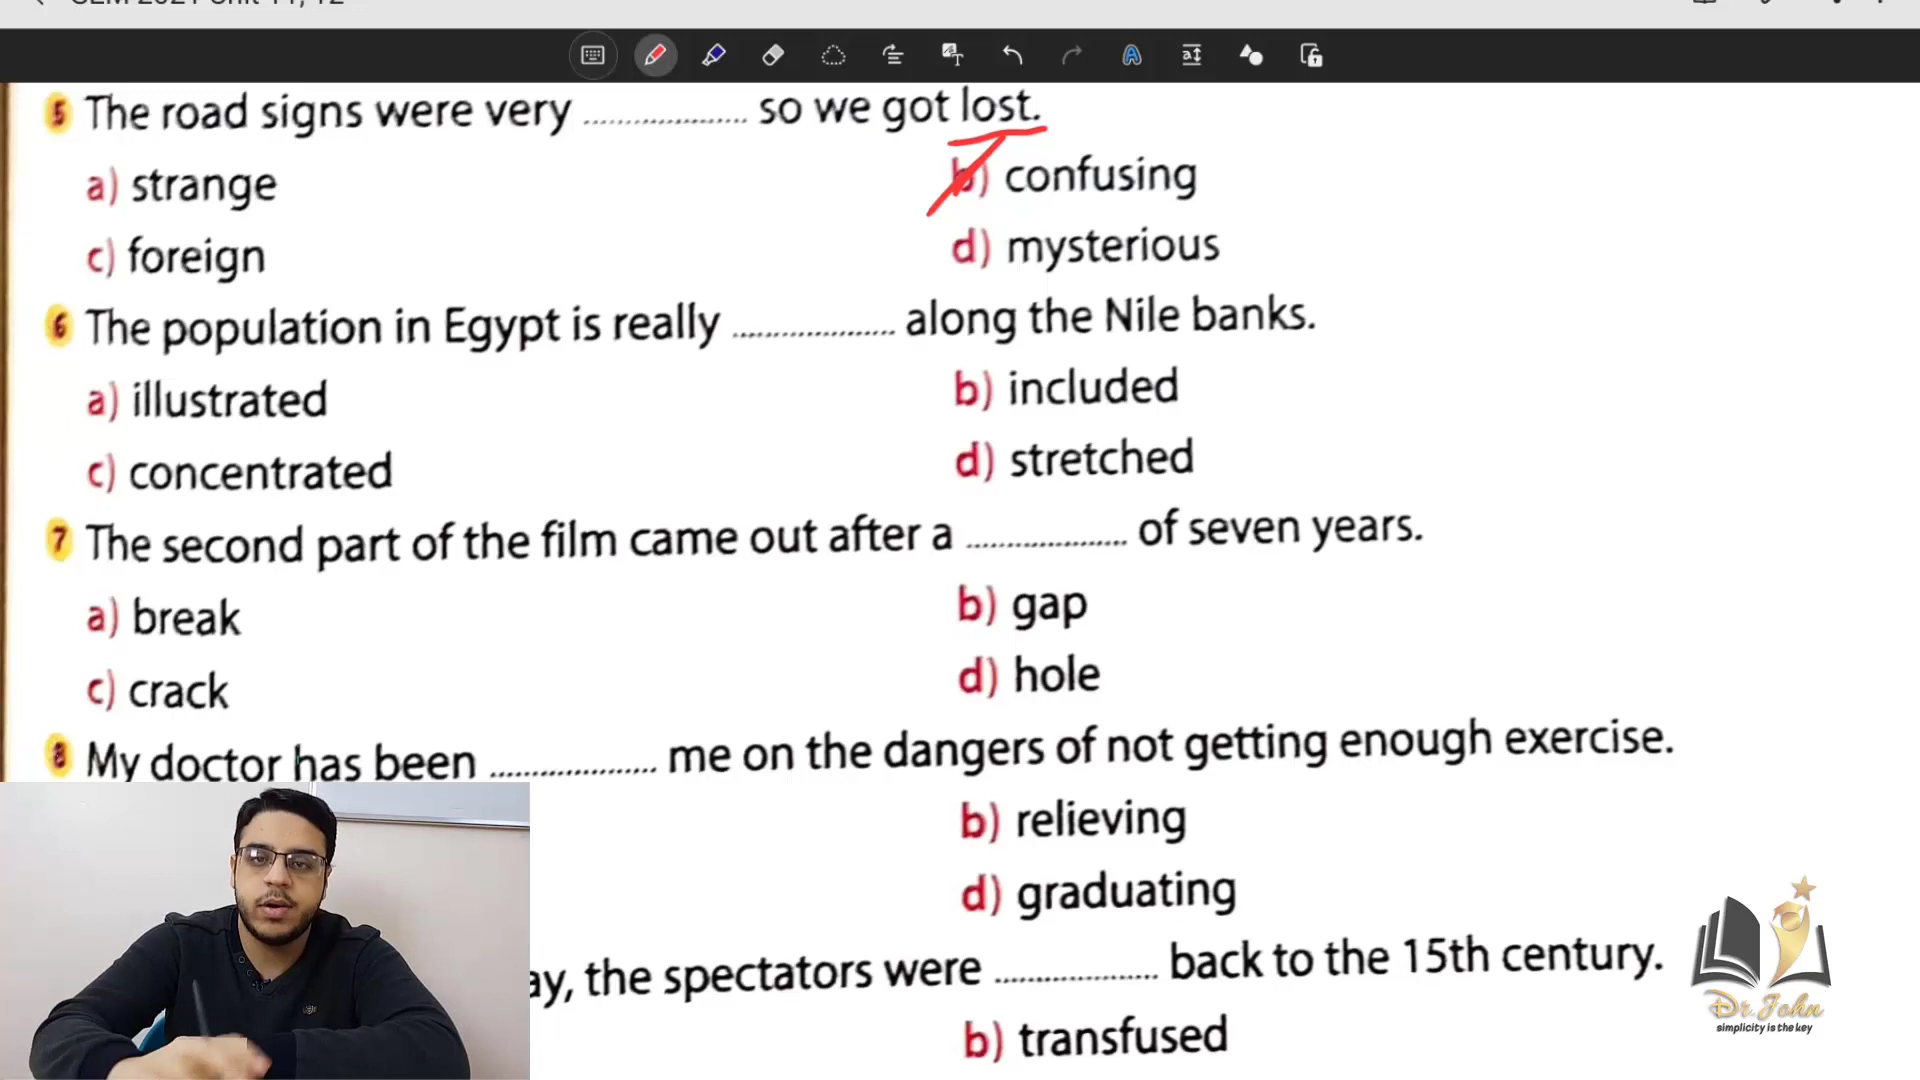 5 The road signs were very .................... so we got lost.
a) strange
b) confusing
c) foreign
d) mysterious
6 The population in Egypt is really .................... along the Nile banks.
a) illustrated
b) included
c) concentrated
d) stretched
7 The second part of the film came out after a .................... of seven years.
a) break
b) gap
c) crack
d) hole
8 My doctor has been .................... me on the dangers of not getting enough exercise.
b) relieving
d) graduating
ay, the spectators were .................... back to the 15th century.
b) transfused
Dr.John
simplicity is the key